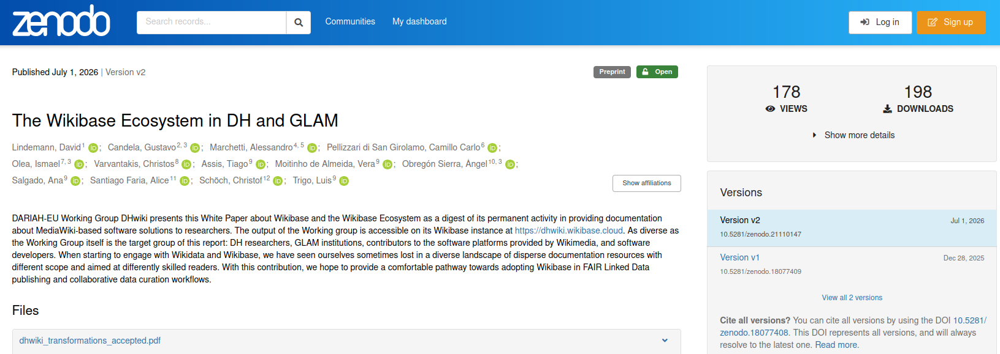 zenodo
Search records...
Communities
My dashboard
Log in
Sign up
Published July 1, 2026 | Version v2
Preprint
Open
The Wikibase Ecosystem in DH and GLAM
Lindemann, David1 iD; Candela, Gustavo2, 3 iD; Marchetti, Alessandro4, 5 iD; Pellizzari di San Girolamo, Camillo Carlo6 iD;
Olea, Ismael7, 3 iD; Varvantakis, Christos8 iD; Assis, Tiago9 iD; Moitinho de Almeida, Vera9 iD; Obregón Sierra, Ángel10, 3 iD;
Salgado, Ana9 iD; Santiago Faria, Alice11 iD; Schöch, Christof12 iD; Trigo, Luis9 iD
Show affiliations
DARIAH-EU Working Group DHwiki presents this White Paper about Wikibase and the Wikibase Ecosystem as a digest of its permanent activity in providing documentation
about MediaWiki-based software solutions to researchers. The output of the Working group is accessible on its Wikibase instance at https://dhwiki.wikibase.cloud. As diverse as
the Working Group itself is the target group of this report: DH researchers, GLAM institutions, contributors to the software platforms provided by Wikimedia, and software
developers. When starting to engage with Wikidata and Wikibase, we have seen ourselves sometimes lost in a diverse landscape of disperse documentation resources with
different scope and aimed at differently skilled readers. With this contribution, we hope to provide a comfortable pathway towards adopting Wikibase in FAIR Linked Data
publishing and collaborative data curation workflows.
Files
dhwiki_transformations_accepted.pdf
178
VIEWS
198
DOWNLOADS
Show more details
Versions
Version v2
Jul 1, 2026
10.5281/zenodo.21110147
Version v1
Dec 28, 2025
10.5281/zenodo.18077409
View all 2 versions
Cite all versions? You can cite all versions by using the DOI 10.5281/
zenodo.18077408. This DOI represents all versions, and will always
resolve to the latest one. Read more.